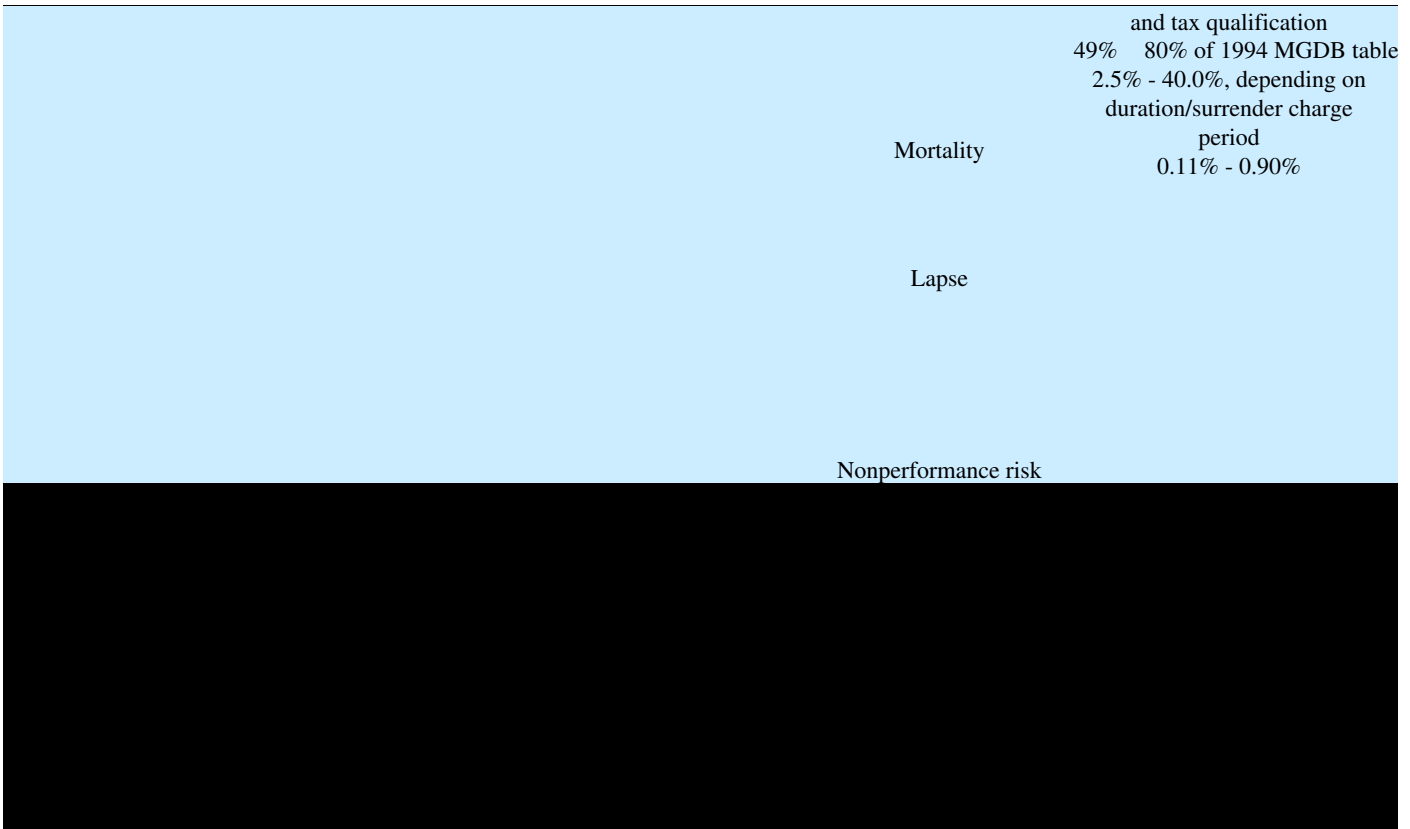 and tax qualification
49%    80% of 1994 MGDB table
2.5% - 40.0%, depending on
duration/surrender charge
period
0.11% - 0.90%
Mortality
Lapse
Nonperformance risk